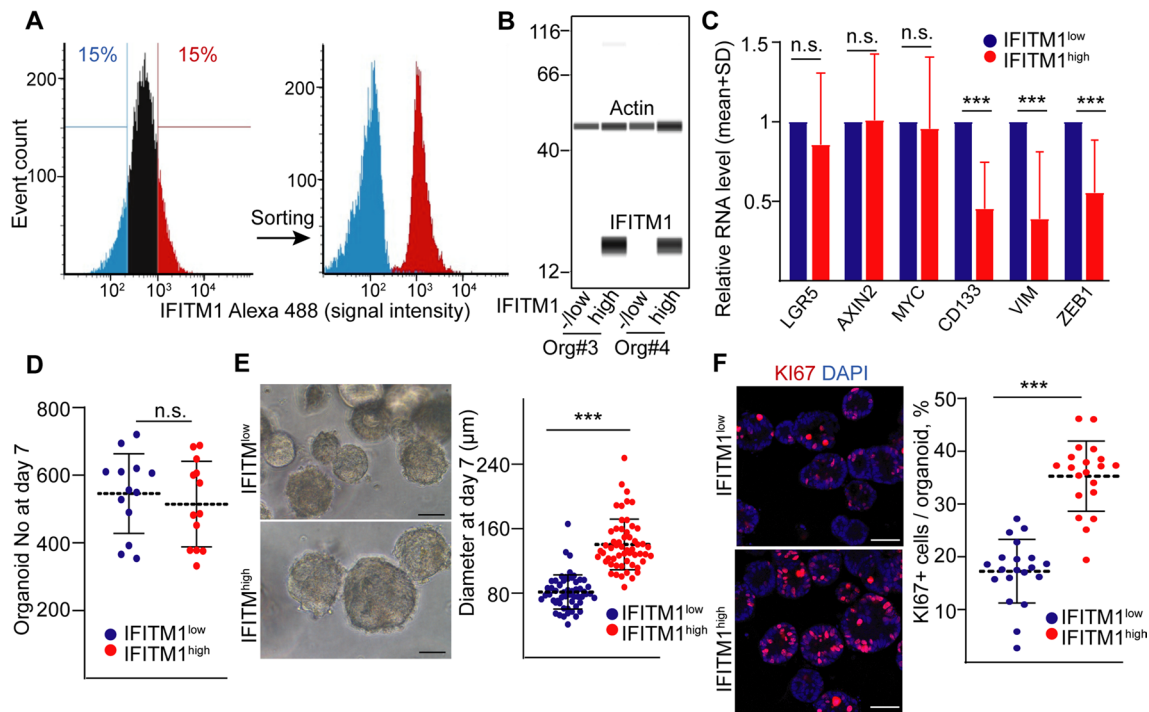 A
15%
15%
200
100
Event count
10² 10³ 10⁴
Sorting
200
100
10² 10³ 10⁴
IFITM1 Alexa 488 (signal intensity)
B
116
66
40
12
Actin
IFITM1
IFITM1
-/low
high
-/low
high
Org#3
Org#4
C
Relative RNA level (mean+SD)
1.5
1
0.5
n.s.
n.s.
n.s.
***
***
***
IFITM1low
IFITM1high
LGR5
AXIN2
MYC
CD133
VIM
ZEB1
D
Organoid No at day 7
800
600
400
200
n.s.
IFITM1low
IFITM1high
E
IFITMlow
IFITMhigh
Diameter at day 7 (μm)
240
160
80
***
IFITM1low
IFITM1high
F
KI67 DAPI
IFITM1low
IFITM1high
KI67+ cells / organoid, %
50
40
30
20
10
***
IFITM1low
IFITM1high